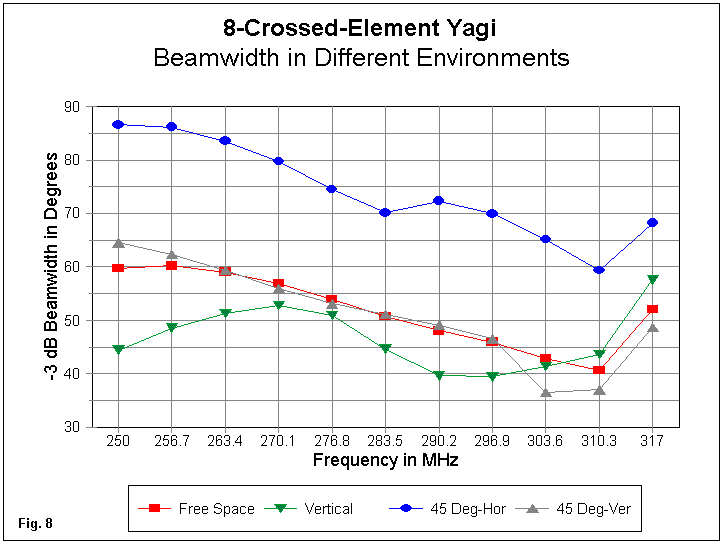 8-Crossed-Element Yagi
Beamwidth in Different Environments
-3 dB Beamwidth in Degrees
90
80
70
60
50
40
30
250 256.7 263.4 270.1 276.8 283.5 290.2 296.9 303.6 310.3 317
Frequency in MHz
Free Space Vertical 45 Deg-Hor 45 Deg-Ver
Fig. 8